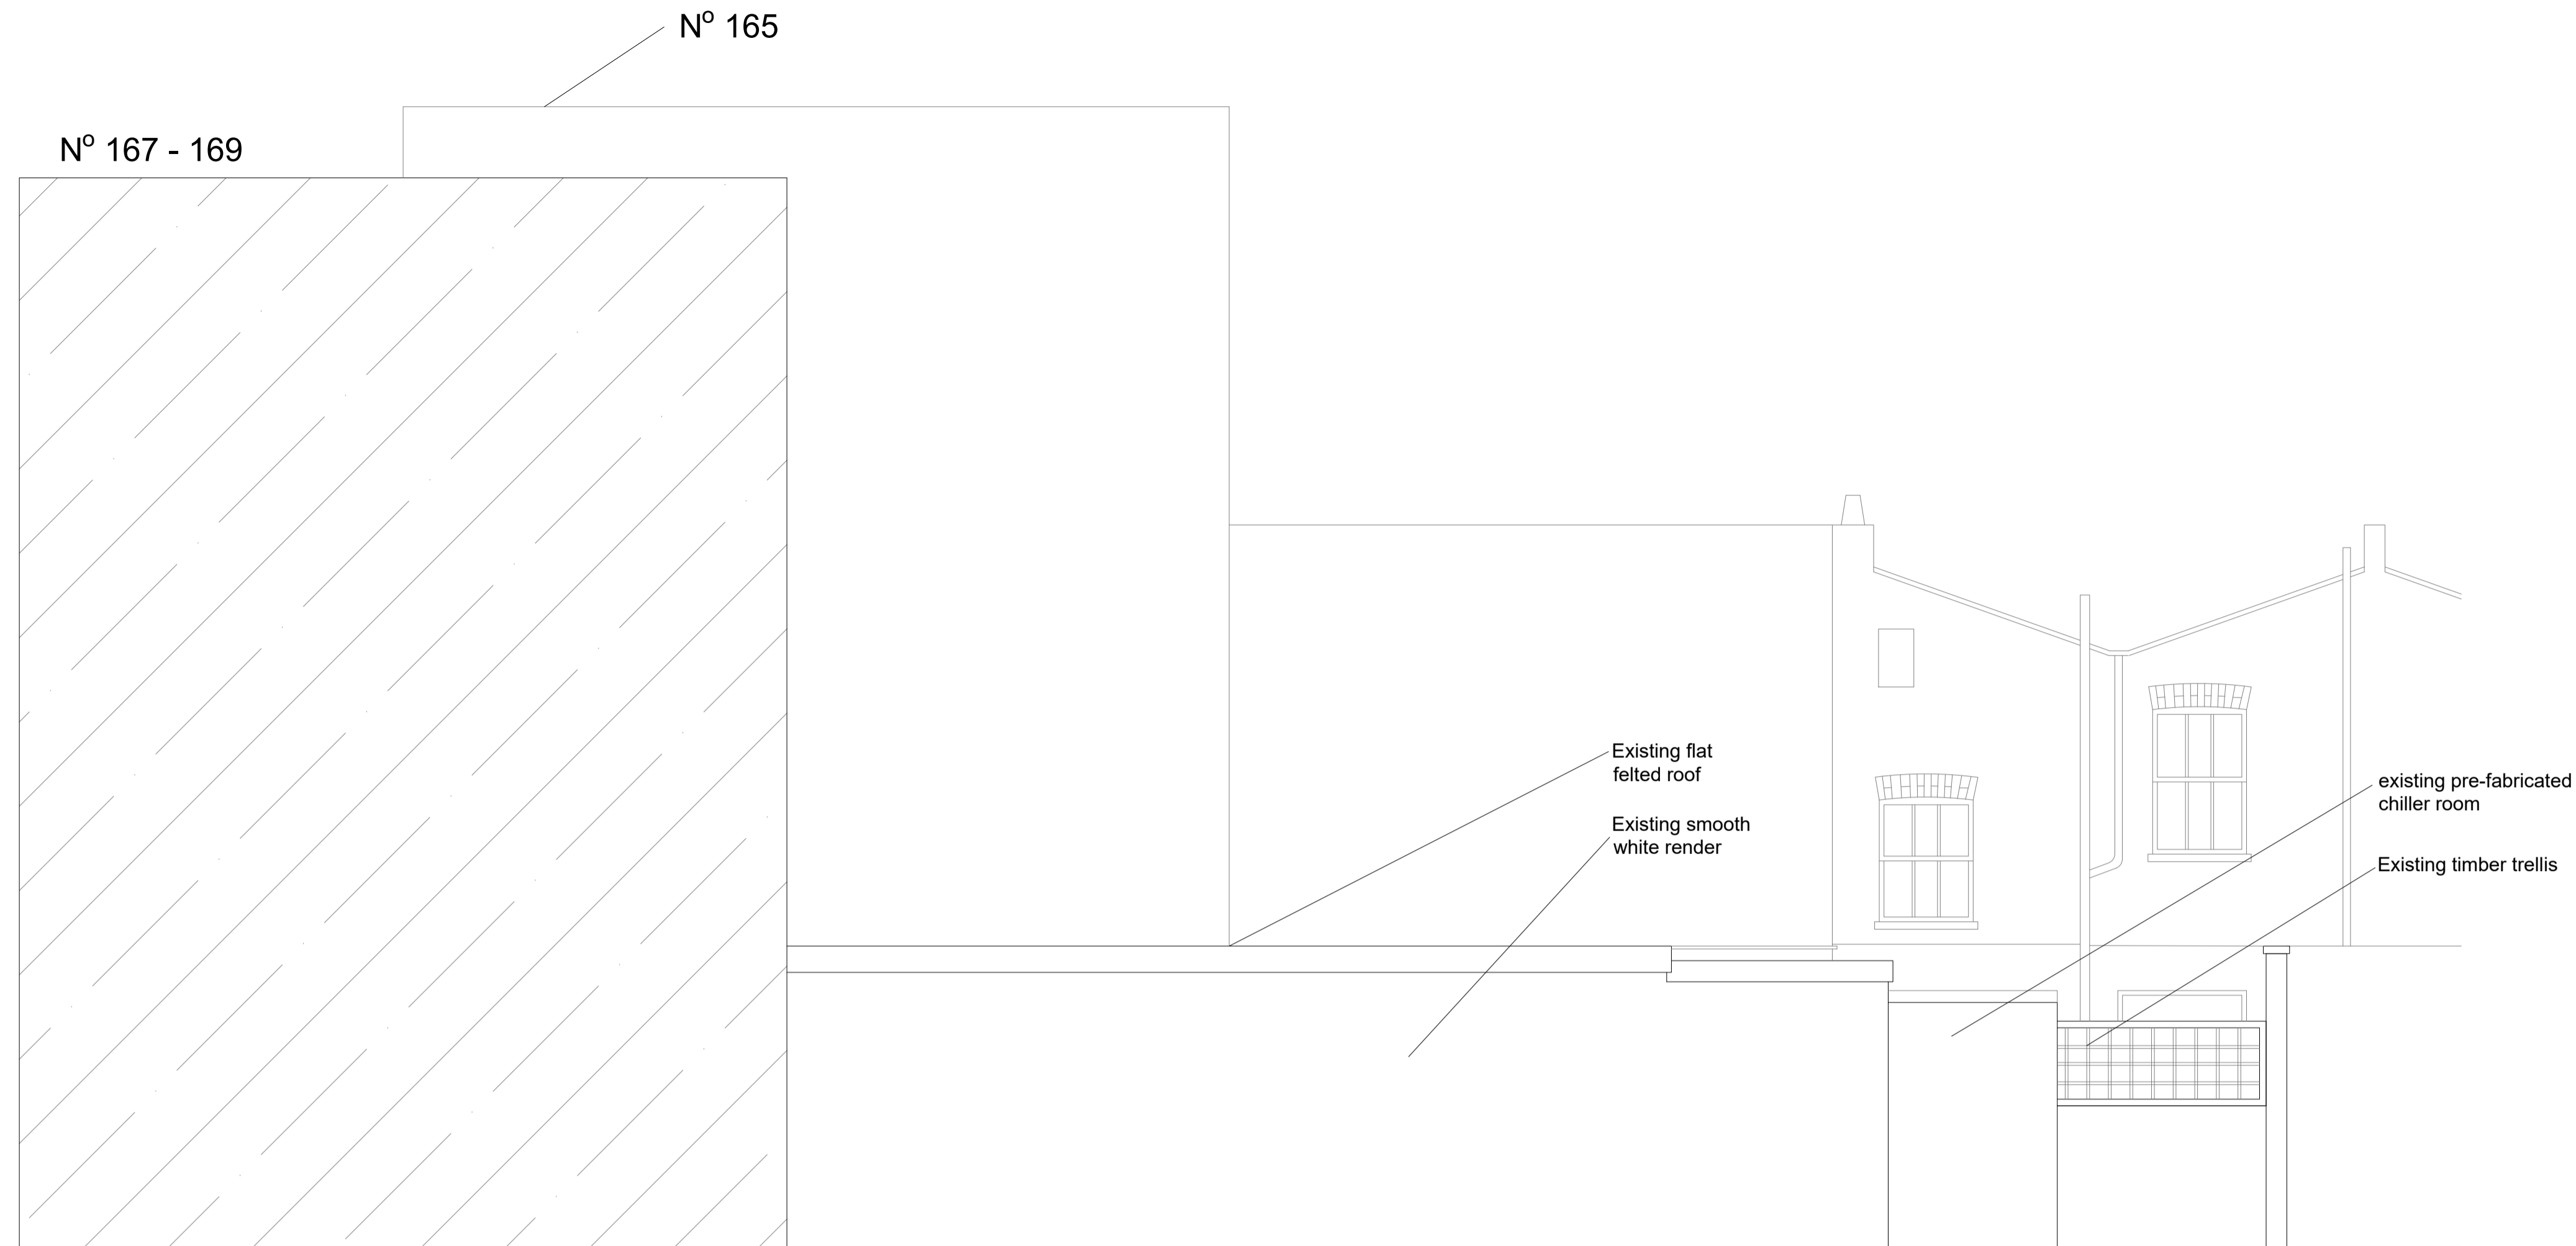 Nº 165
Nº 167 - 169
Existing flat
felted roof
Existing smooth
white render
existing pre-fabricated
chiller room
Existing timber trellis